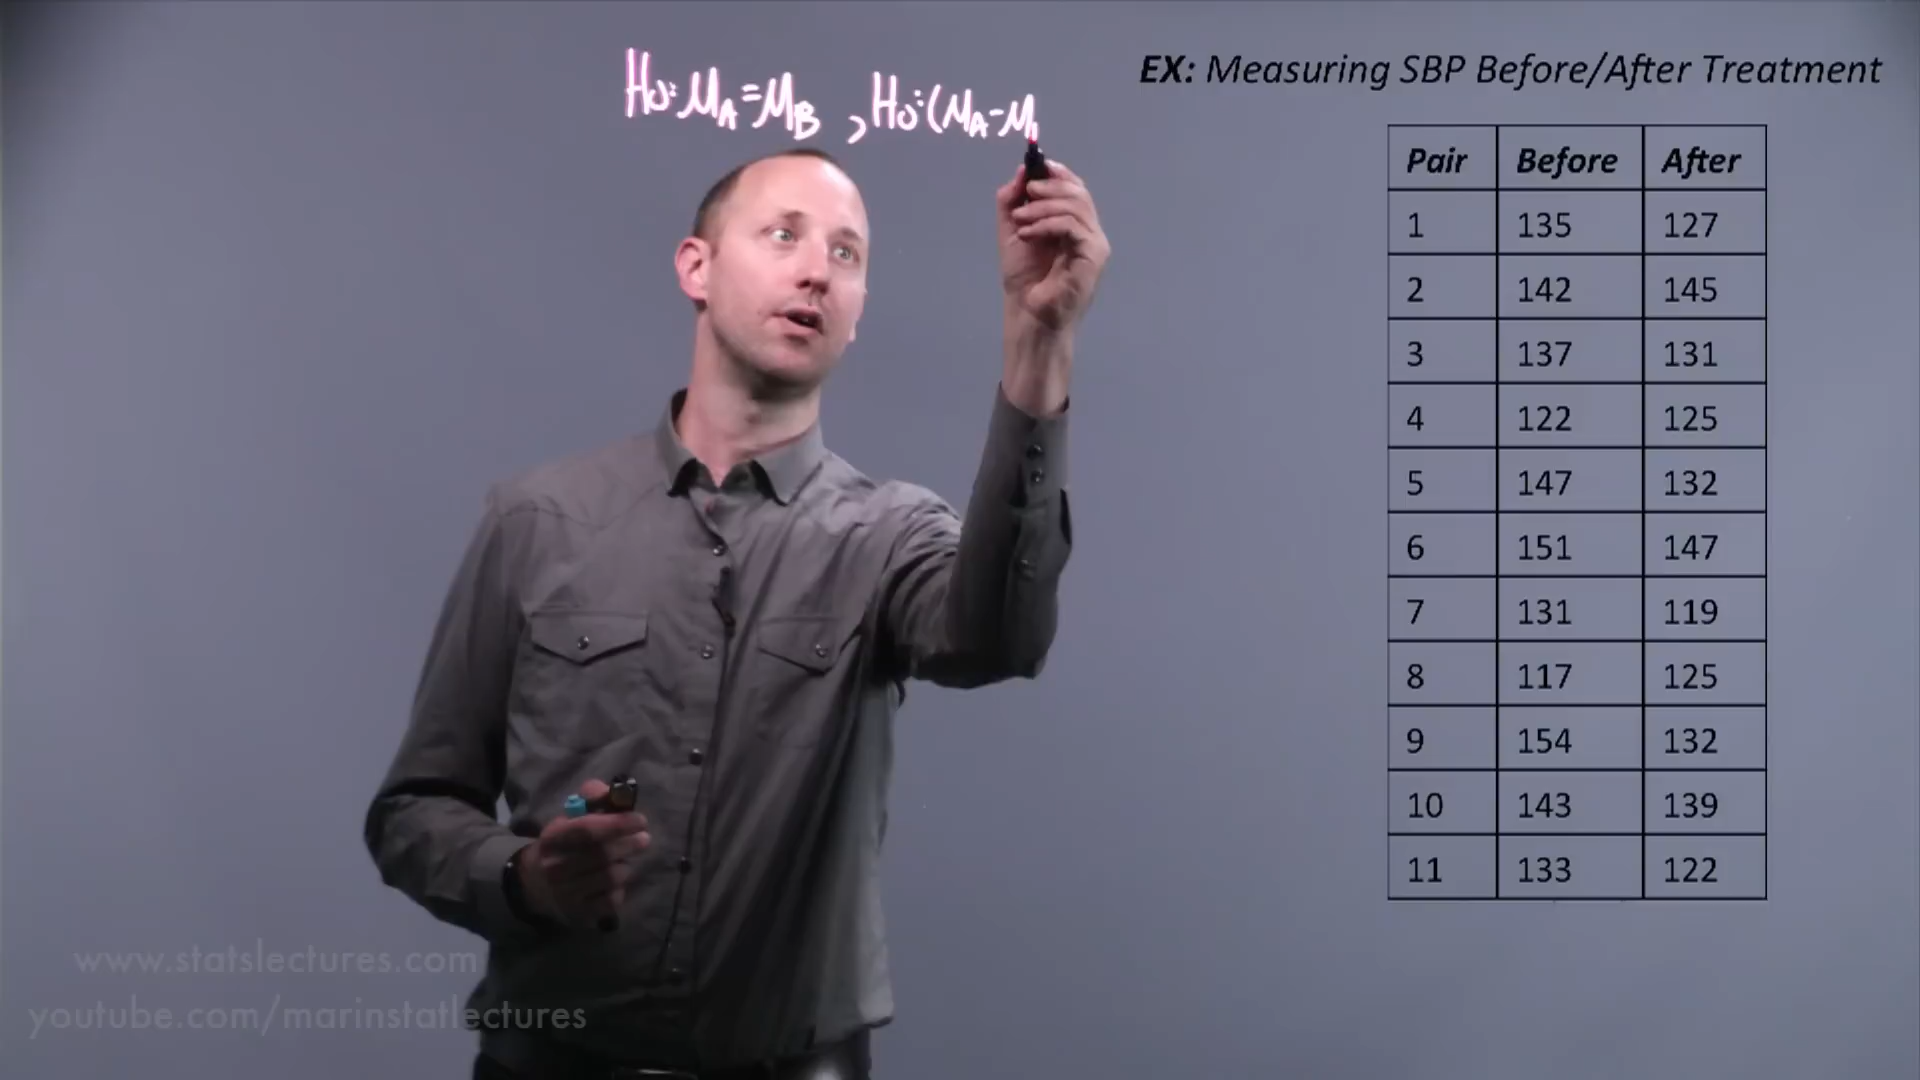 H₀: μA = μB , H₀: (μA - μ
EX: Measuring SBP Before/After Treatment
Pair Before After
1 135 127
2 142 145
3 137 131
4 122 125
5 147 132
6 151 147
7 131 119
8 117 125
9 154 132
10 143 139
11 133 122
www.statslectures.com
youtube.com/marinstatlectures